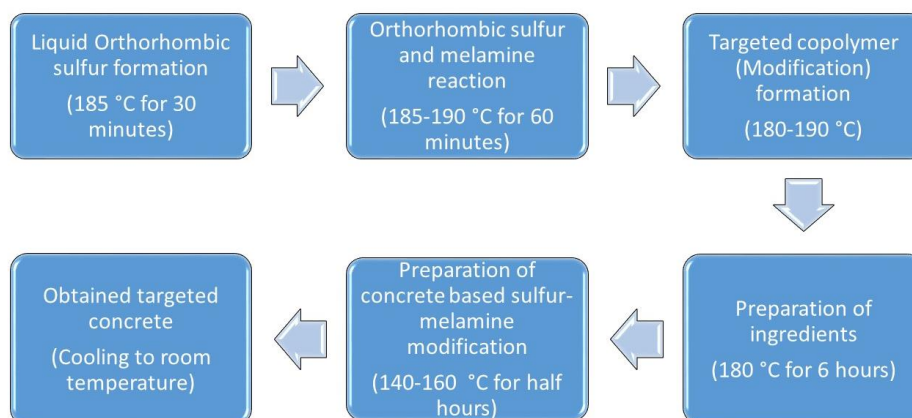 Liquid Orthorhombic
sulfur formation
(185 °C for 30
minutes)
Orthorhombic sulfur
and melamine
reaction
(185-190 °C for 60
minutes)
Targeted copolymer
(Modification)
formation
(180-190 °C)
Preparation of
ingredients
(180 °C for 6 hours)
Preparation of
concrete based sulfur-
melamine
modification
(140-160 °C for half
hours)
Obtained targeted
concrete
(Cooling to room
temperature)